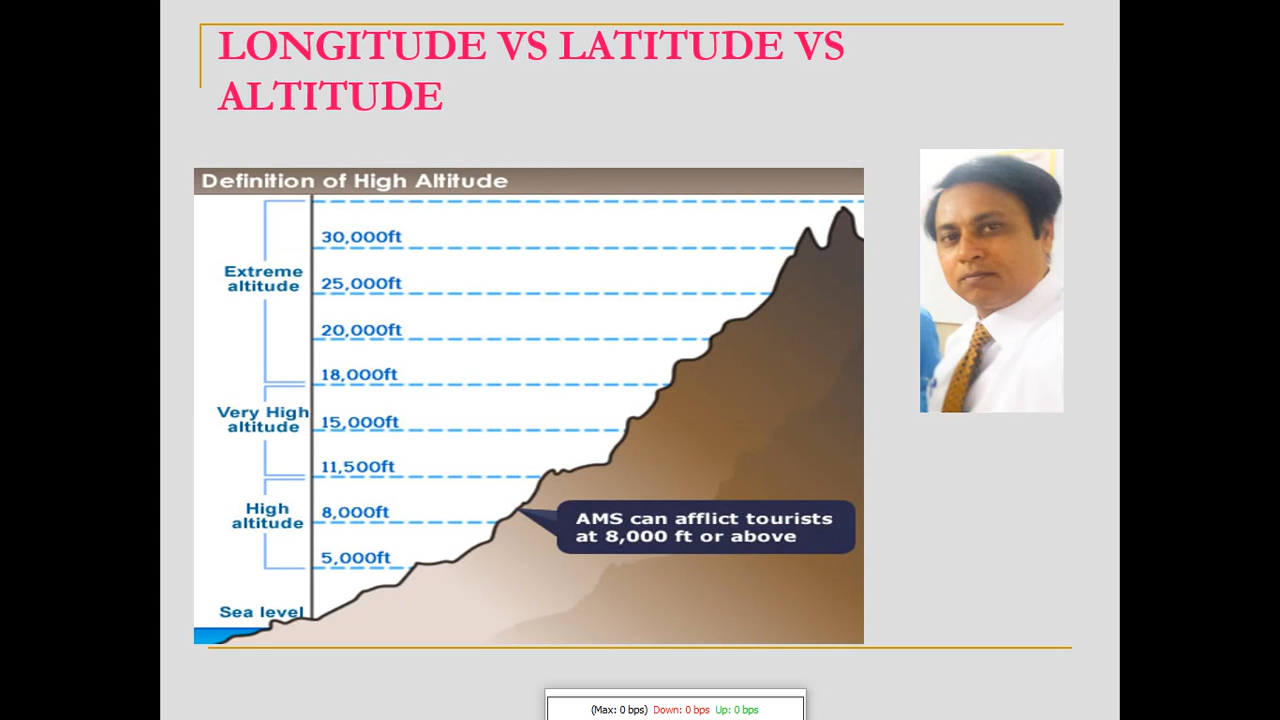 LONGITUDE VS LATITUDE VS
ALTITUDE
Definition of High Altitude
30,000ft
Extreme
altitude
25,000ft
20,000ft
18,000ft
Very High
altitude
15,000ft
11,500ft
High
altitude
8,000ft
AMS can afflict tourists
at 8,000 ft or above
5,000ft
Sea level
(Max: 0 bps) Down: 0 bps Up: 0 bps